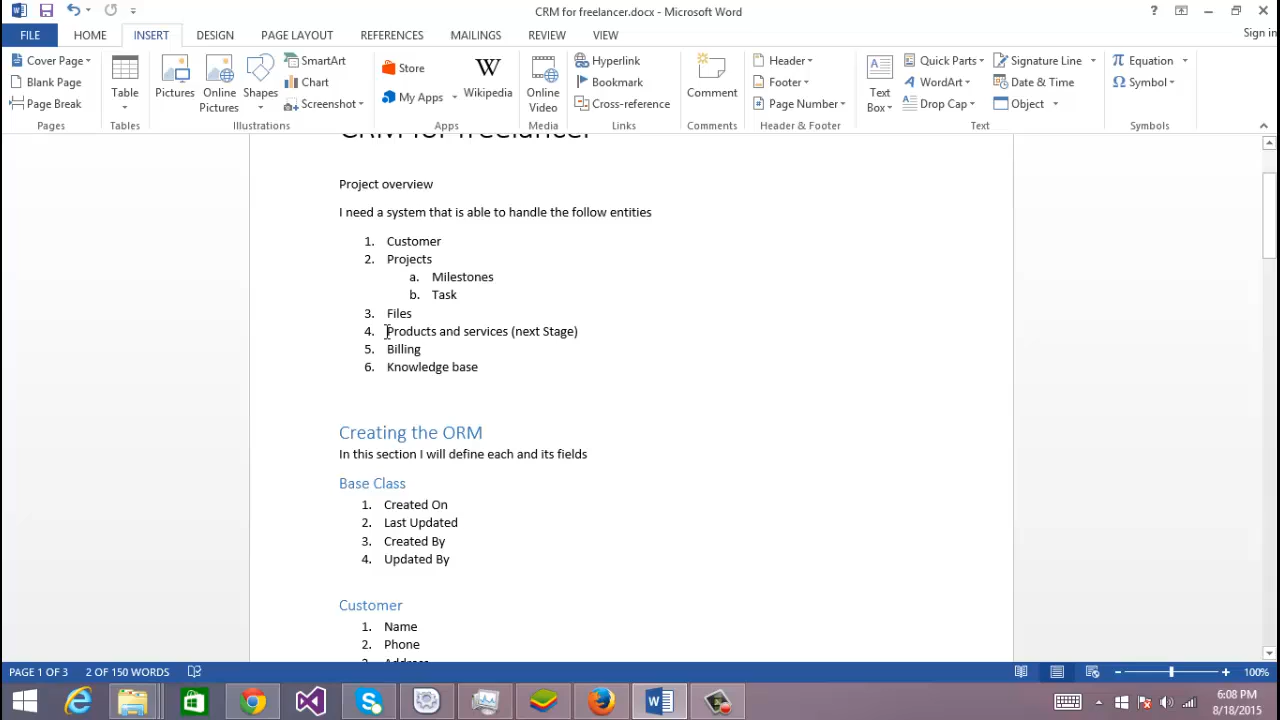 CRM for freelancer.docx - Microsoft Word
Sign in
FILE HOME INSERT DESIGN PAGE LAYOUT REFERENCES MAILINGS REVIEW VIEW
Cover Page
Blank Page
Page Break
Pages
Table
Tables
Pictures
Online Pictures
Shapes
SmartArt
Chart
Screenshot
Illustrations
Store
My Apps
Wikipedia
Apps
Online Video
Media
Hyperlink
Bookmark
Cross-reference
Links
Comment
Comments
Header
Footer
Page Number
Header & Footer
Text Box
Quick Parts
WordArt
Drop Cap
Signature Line
Date & Time
Object
Text
Equation
Symbol
Symbols
CRM for freelancer
Project overview
I need a system that is able to handle the follow entities
1. Customer
2. Projects
a. Milestones
b. Task
3. Files
4. Products and services (next Stage)
5. Billing
6. Knowledge base
Creating the ORM
In this section I will define each and its fields
Base Class
1. Created On
2. Last Updated
3. Created By
4. Updated By
Customer
1. Name
2. Phone
3. Address
PAGE 1 OF 3 2 OF 150 WORDS
100%
6:08 PM
8/18/2015